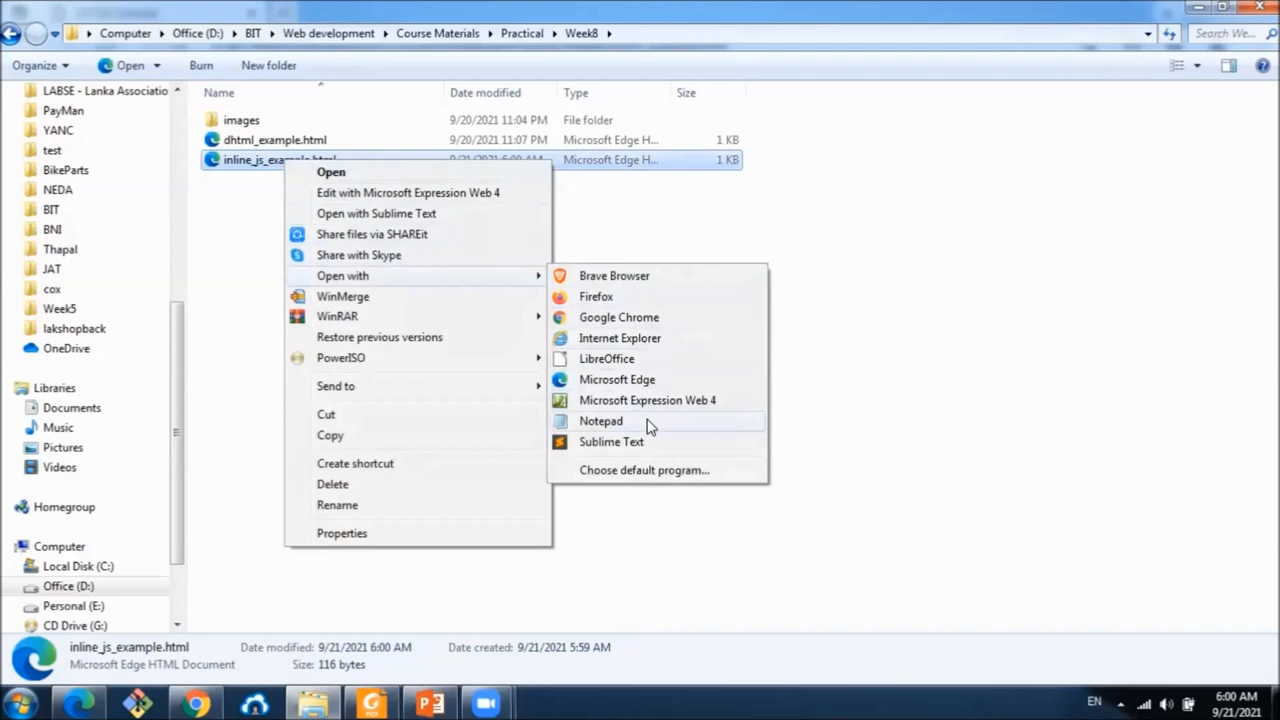 Computer Office (D:) BIT Web development Course Materials Practical Week8
Search We...
Organize Open Burn New folder
Name Date modified Type Size
LABSE - Lanka Associatio
PayMan
YANC
test
BikeParts
NEDA
BIT
BNI
Thapal
JAT
cox
Week5
lakshopback
OneDrive
Libraries
Documents
Music
Pictures
Videos
Homegroup
Computer
Local Disk (C:)
Office (D:)
Personal (E:)
CD Drive (G:)
images 9/20/2021 11:04 PM File folder
dhtml_example.html 9/20/2021 11:07 PM Microsoft Edge H... 1 KB
inline_js_example.html 9/21/2021 6:00 AM Microsoft Edge H... 1 KB
Open
Edit with Microsoft Expression Web 4
Open with Sublime Text
Share files via SHAREit
Share with Skype
Open with
WinMerge
WinRAR
Restore previous versions
PowerISO
Send to
Cut
Copy
Create shortcut
Delete
Rename
Properties
Brave Browser
Firefox
Google Chrome
Internet Explorer
LibreOffice
Microsoft Edge
Microsoft Expression Web 4
Notepad
Sublime Text
Choose default program...
inline_js_example.html Date modified: 9/21/2021 6:00 AM Date created: 9/21/2021 5:59 AM
Microsoft Edge HTML Document Size: 116 bytes
EN 6:00 AM
9/21/2021